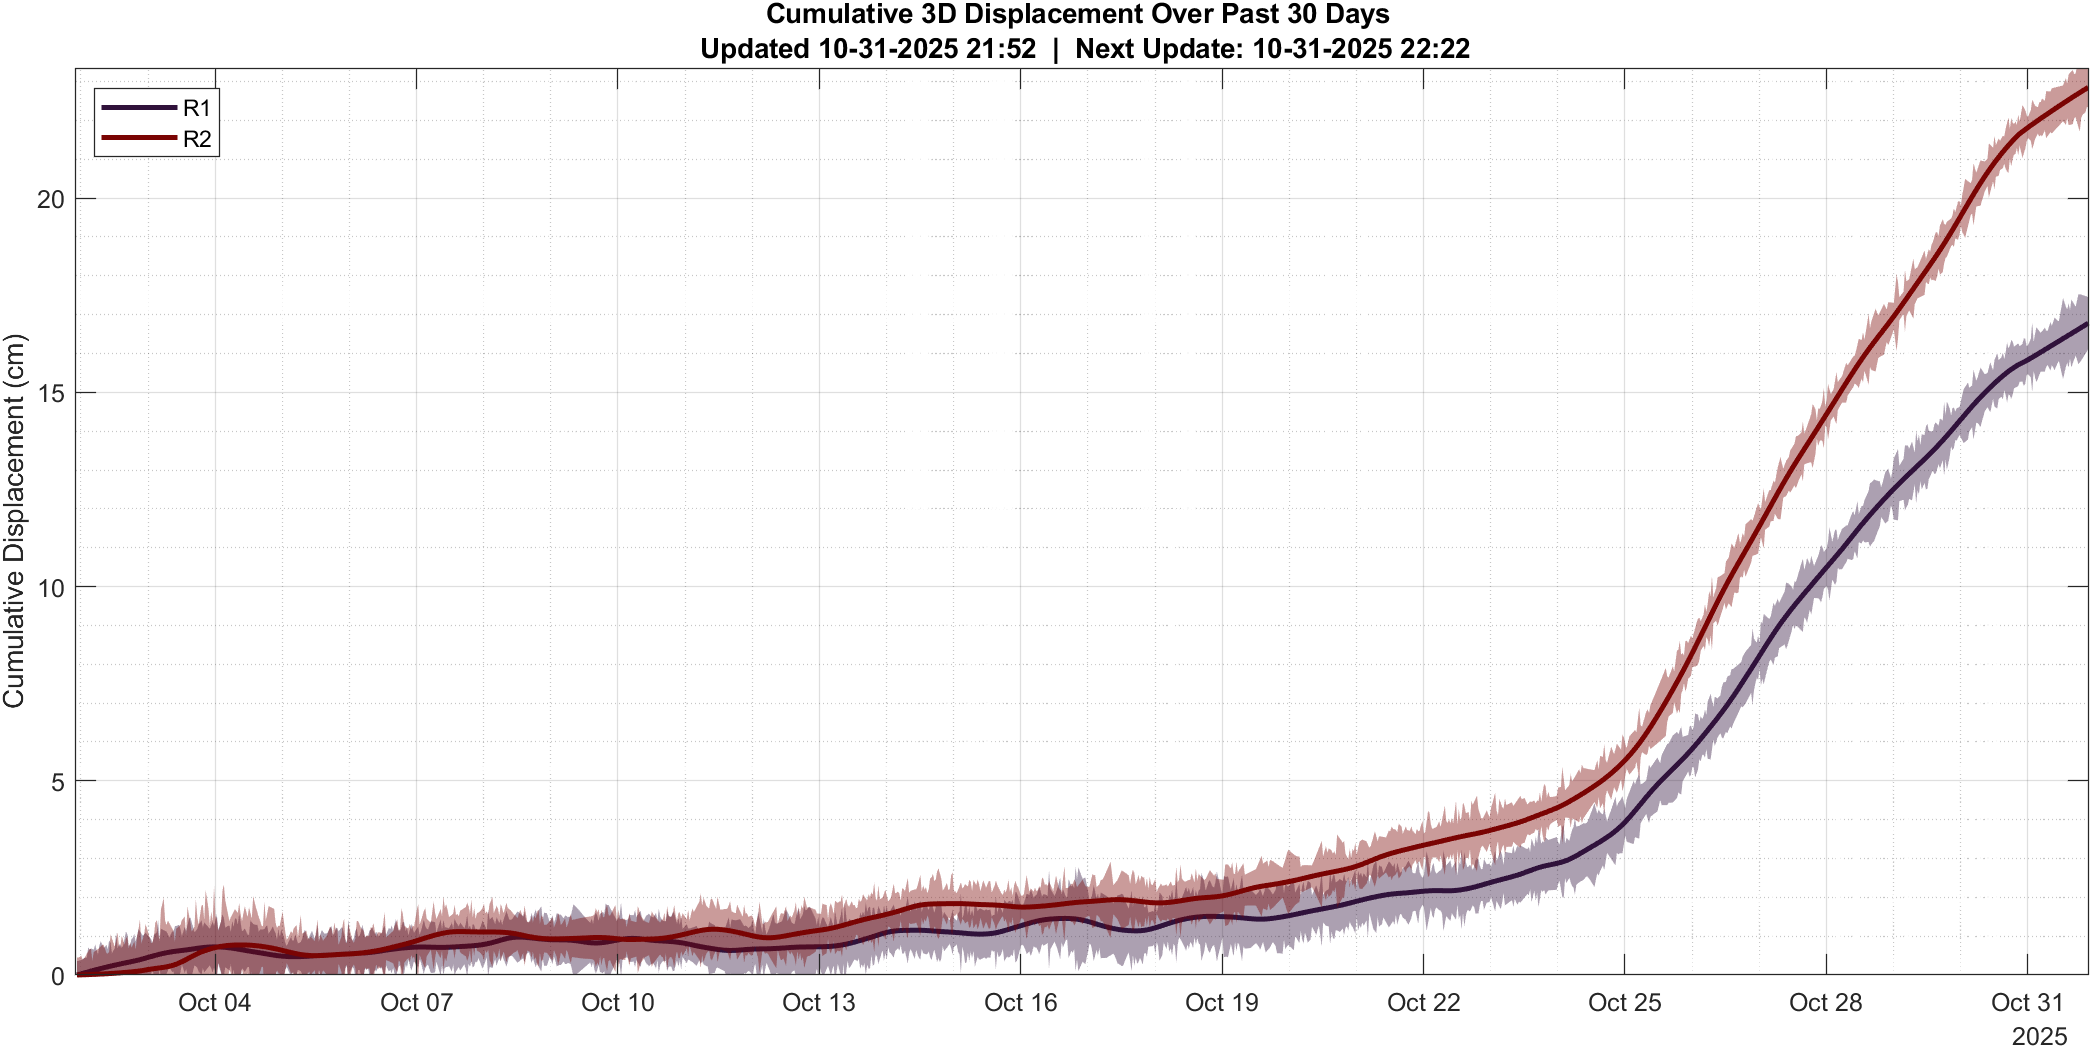 Cumulative 3D Displacement Over Past 30 Days
Updated 10-31-2025 21:52 | Next Update: 10-31-2025 22:22
R1
R2
Cumulative Displacement (cm)
20
15
10
5
0
Oct 04 Oct 07 Oct 10 Oct 13 Oct 16 Oct 19 Oct 22 Oct 25 Oct 28 Oct 31
2025